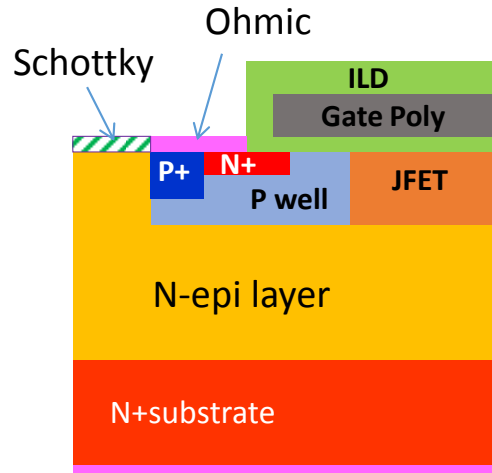 Ohmic
Schottky
ILD
Gate Poly
P+
N+
P well
JFET
N-epi layer
N+substrate